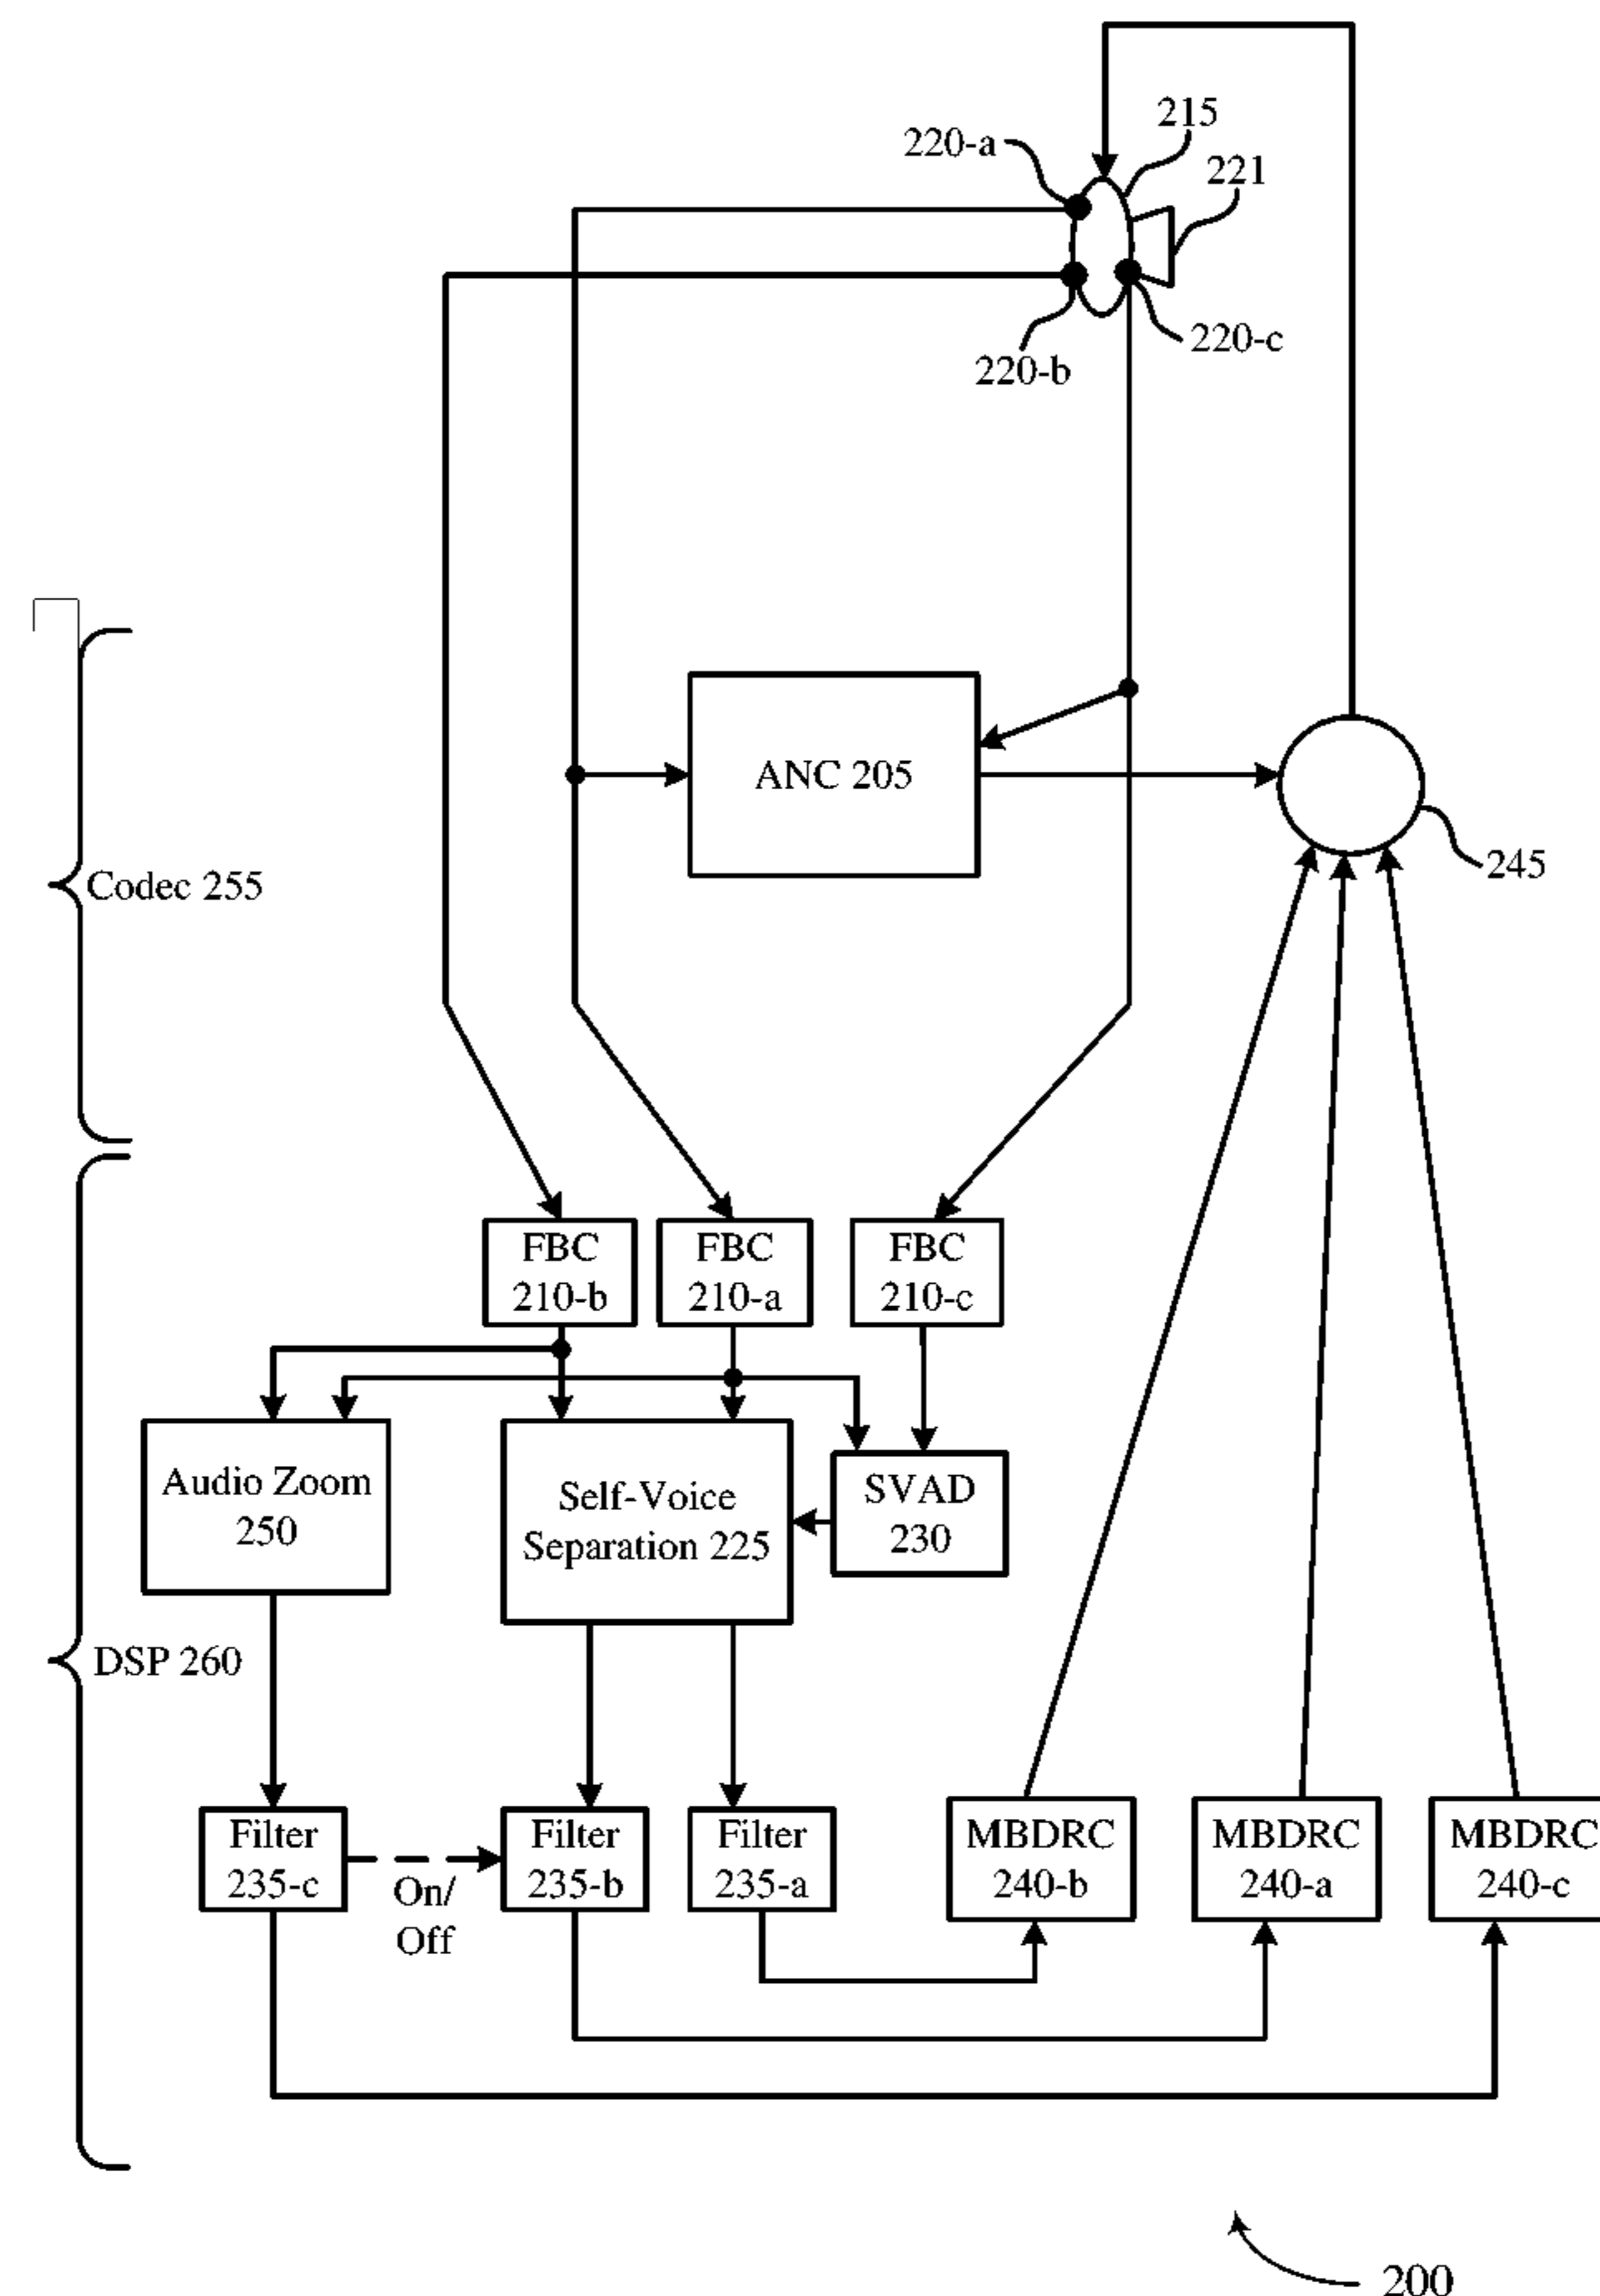 215
220-a
221
220-c
220-b
ANC 205
245
Codec 255
FBC
210-b
FBC
210-a
FBC
210-c
Audio Zoom
250
Self-Voice
Separation 225
SVAD
230
DSP 260
Filter
235-c
On/
Off
Filter
235-b
Filter
235-a
MBDRC
240-b
MBDRC
240-a
MBDRC
240-c
200